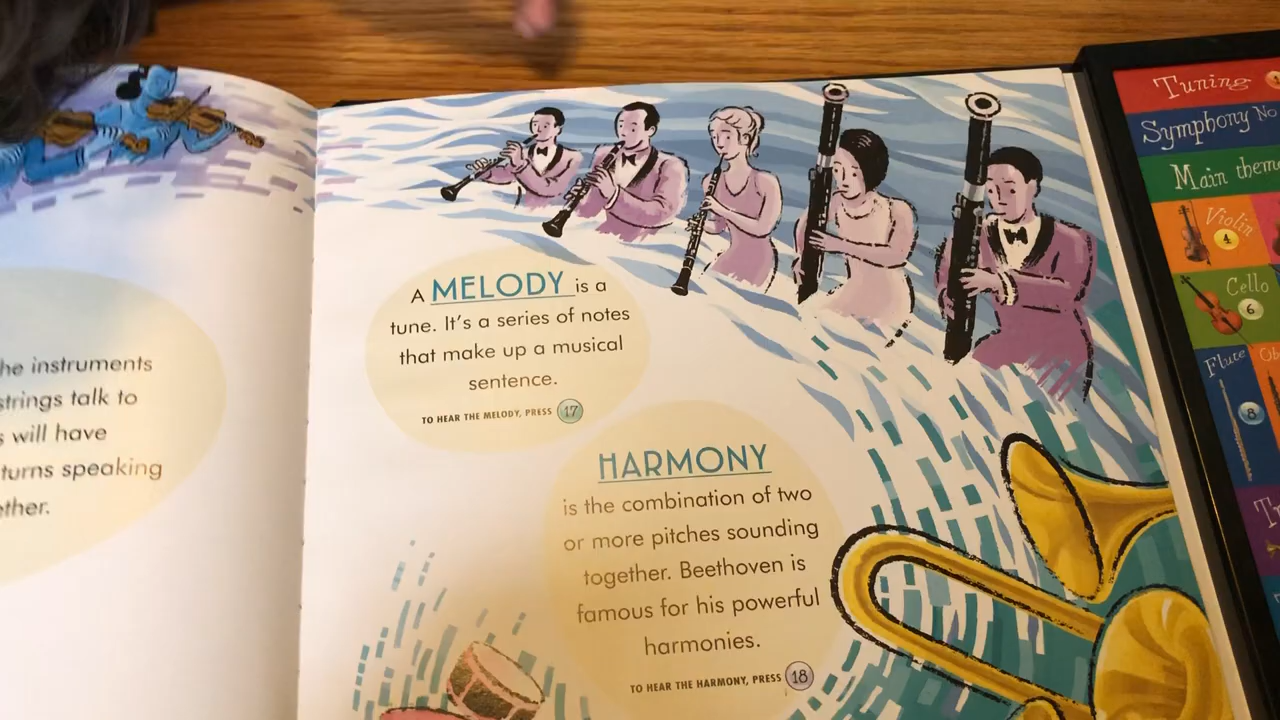 he instruments
strings talk to
s will have
turns speaking
ether.
A MELODY is a
tune. It's a series of notes
that make up a musical
sentence.
TO HEAR THE MELODY, PRESS 17
HARMONY
is the combination of two
or more pitches sounding
together. Beethoven is
famous for his powerful
harmonies.
TO HEAR THE HARMONY, PRESS 18
Tuning
Symphony No
Main theme
Violin
4
Cello
6
Flute
8